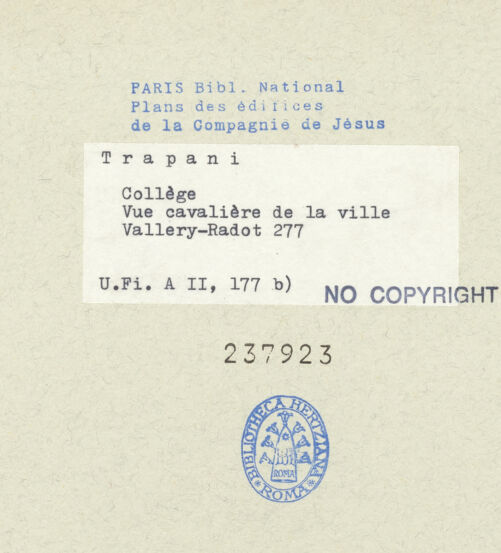 PARIS Bibl. National
Plans des édifices
de la Compagnie de Jésus
Trapani
Collège
Vue cavalière de la ville
Vallery-Radot 277
U.Fi. A II, 177 b)
NO COPYRIGHT
237923
BIBLIOTHECA HERTZIANA
ROMA
ROMA